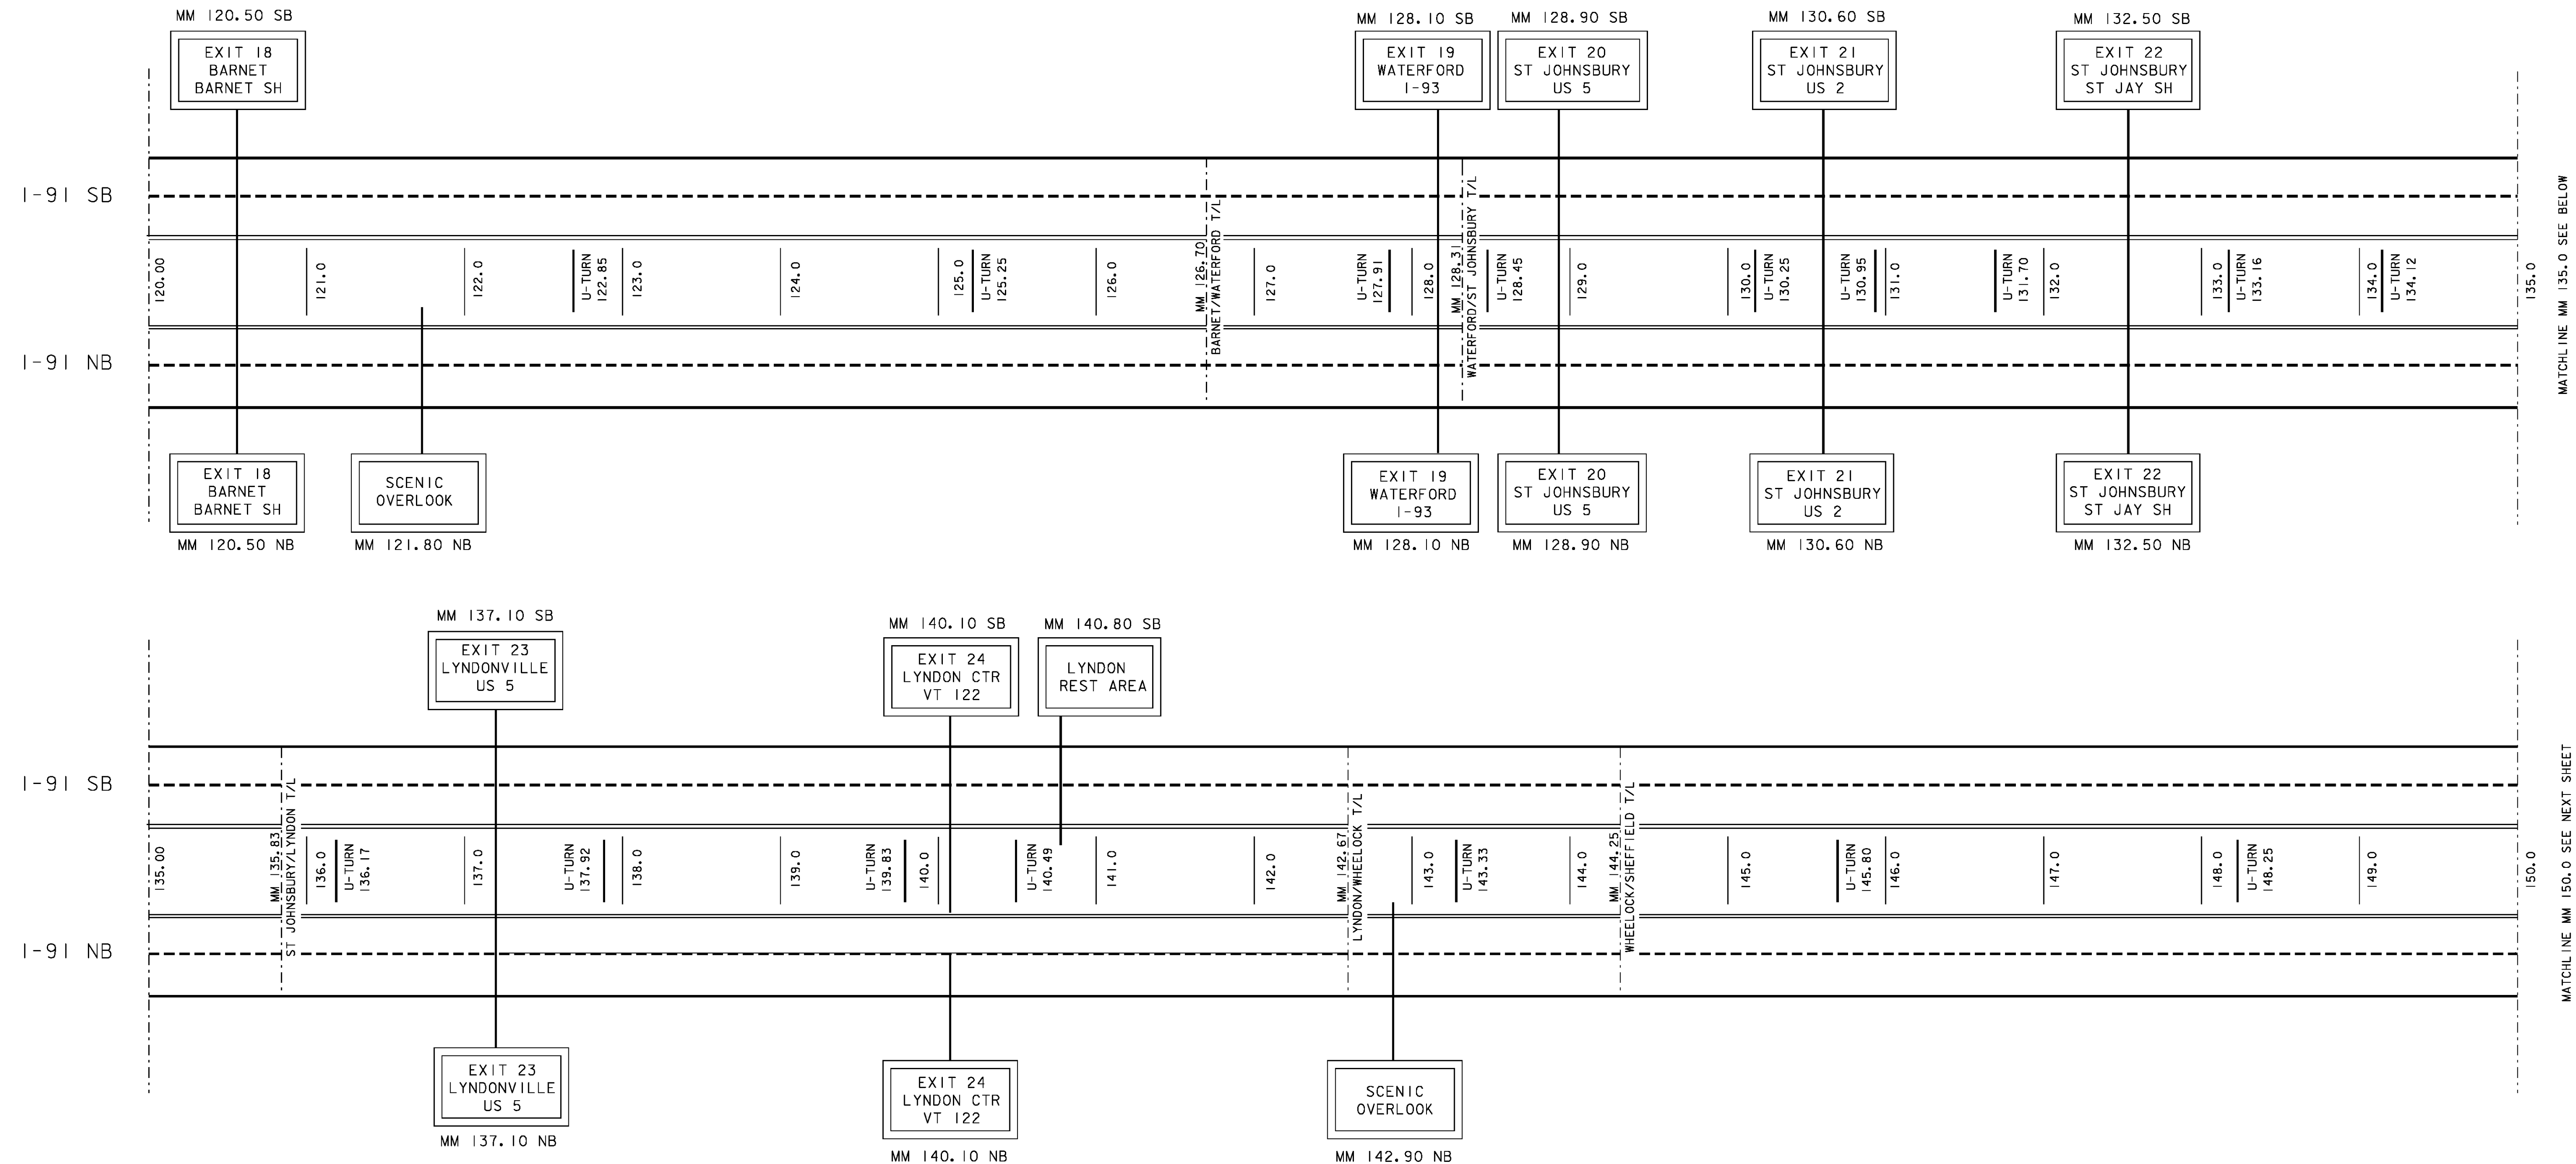 MM 120.50 SB
EXIT 18
BARNET
BARNET SH
MM 128.10 SB
EXIT 19
WATERFORD
I-93
MM 128.90 SB
EXIT 20
ST JOHNSBURY
US 5
MM 130.60 SB
EXIT 21
ST JOHNSBURY
US 2
MM 132.50 SB
EXIT 22
ST JOHNSBURY
ST JAY SH
I-91 SB
I-91 NB
120.00
121.0
122.0
U-TURN
122.85
123.0
124.0
125.0
U-TURN
125.25
126.0
MM 126.70
BARNET/WATERFORD T/L
127.0
U-TURN
127.91
128.0
MM 128.31
WATERFORD/ST JOHNSBURY T/L
U-TURN
128.45
129.0
130.0
U-TURN
130.25
U-TURN
130.95
131.0
U-TURN
131.70
132.0
133.0
U-TURN
133.16
134.0
U-TURN
134.12
135.0
MATCHLINE MM 135.0 SEE BELOW
EXIT 18
BARNET
BARNET SH
MM 120.50 NB
SCENIC
OVERLOOK
MM 121.80 NB
EXIT 19
WATERFORD
I-93
MM 128.10 NB
EXIT 20
ST JOHNSBURY
US 5
MM 128.90 NB
EXIT 21
ST JOHNSBURY
US 2
MM 130.60 NB
EXIT 22
ST JOHNSBURY
ST JAY SH
MM 132.50 NB
MM 137.10 SB
EXIT 23
LYNDONVILLE
US 5
MM 140.10 SB
EXIT 24
LYNDON CTR
VT 122
MM 140.80 SB
LYNDON
REST AREA
I-91 SB
I-91 NB
135.00
MM 135.83
ST JOHNSBURY/LYNDON T/L
136.0
U-TURN
136.17
137.0
U-TURN
137.92
138.0
139.0
U-TURN
139.83
140.0
U-TURN
140.49
141.0
142.0
MM 142.67
LYNDON/WHEELOCK T/L
143.0
U-TURN
143.33
144.0
MM 144.25
WHEELOCK/SHEFFIELD T/L
145.0
U-TURN
145.80
146.0
147.0
148.0
U-TURN
148.25
149.0
150.0
MATCHLINE MM 150.0 SEE NEXT SHEET
EXIT 23
LYNDONVILLE
US 5
MM 137.10 NB
EXIT 24
LYNDON CTR
VT 122
MM 140.10 NB
SCENIC
OVERLOOK
MM 142.90 NB